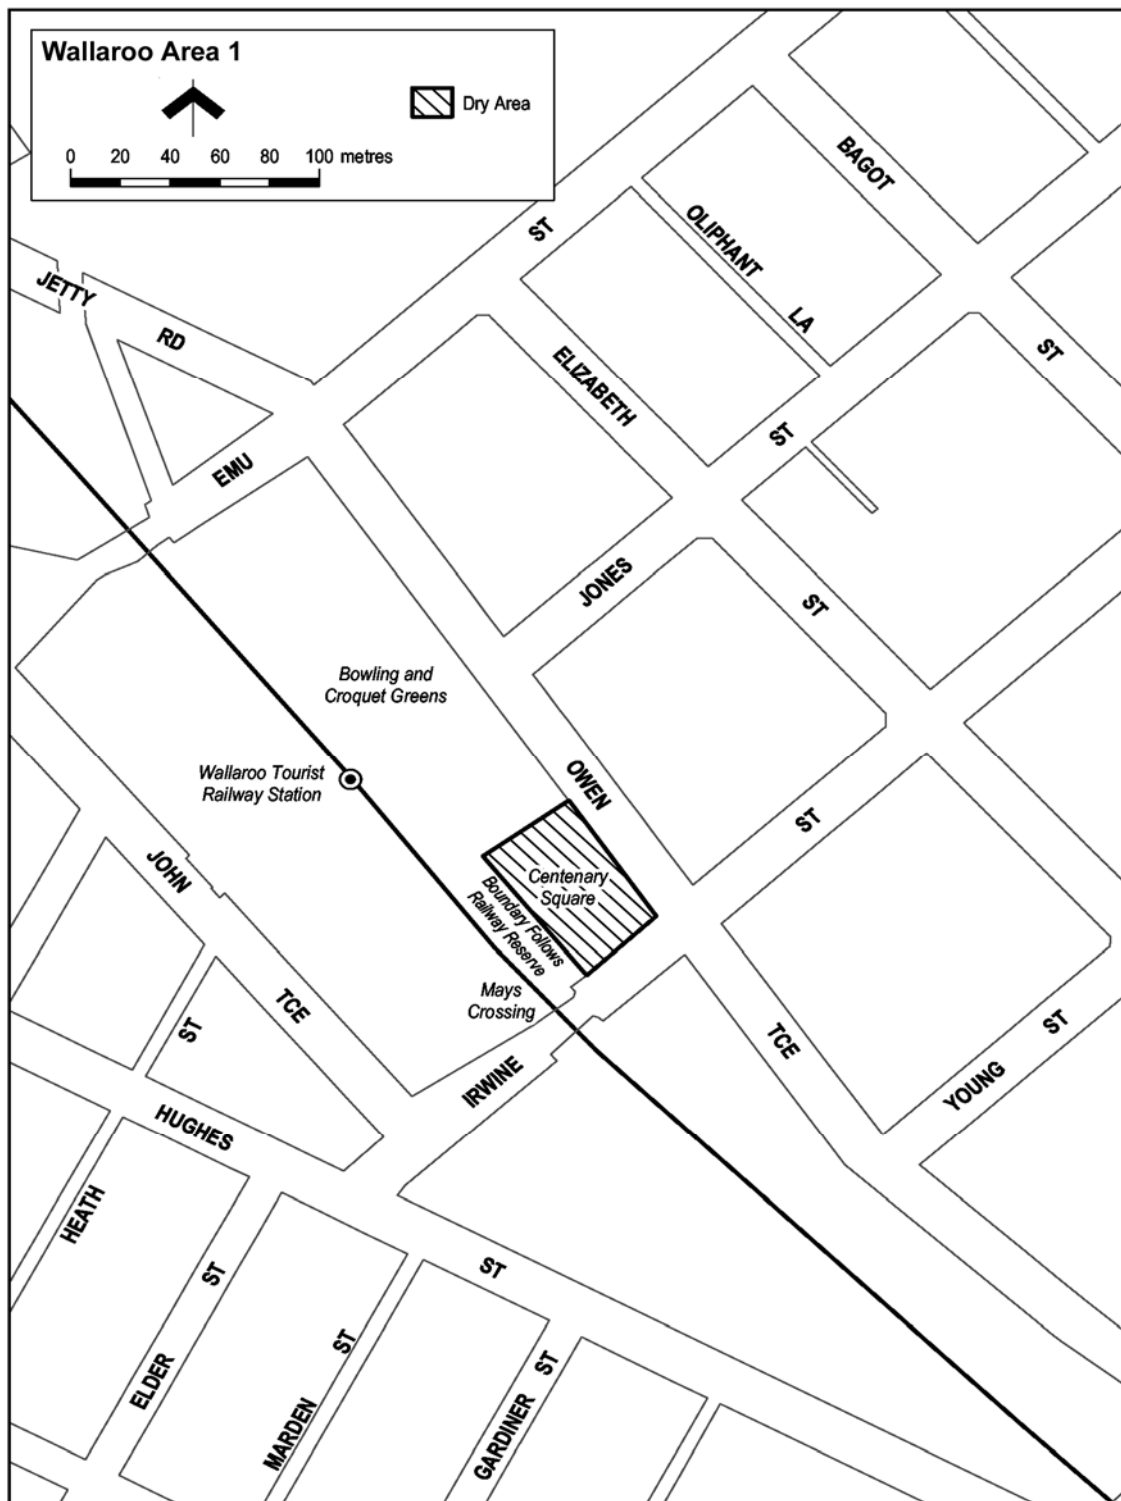 Wallaroo Area 1
Dry Area
0 20 40 60 80 100 metres
BAGOT
ST
OLIPHANT
LA
ST
JETTY
RD
ELIZABETH
ST
EMU
ST
JONES
ST
Bowling and
Croquet Greens
Wallaroo Tourist
Railway Station
OWEN
ST
JOHN
Centenary
Square
Boundary Follows
Railway Reserve
Mays
Crossing
TCE
ST
TCE
ST
IRWINE
YOUNG
HUGHES
HEATH
ST
ST
ELDER
ST
MARDEN
ST
GARDINER